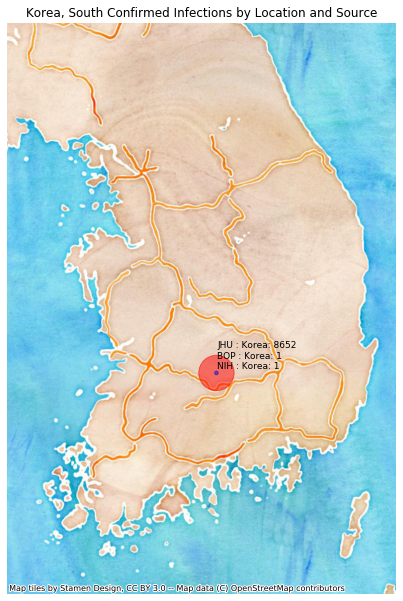 Korea, South Confirmed Infections by Location and Source
JHU : Korea: 8652
BOP : Korea: 1
NIH : Korea: 1
Map tiles by Stamen Design, CC BY 3.0 -- Map data (C) OpenStreetMap contributors